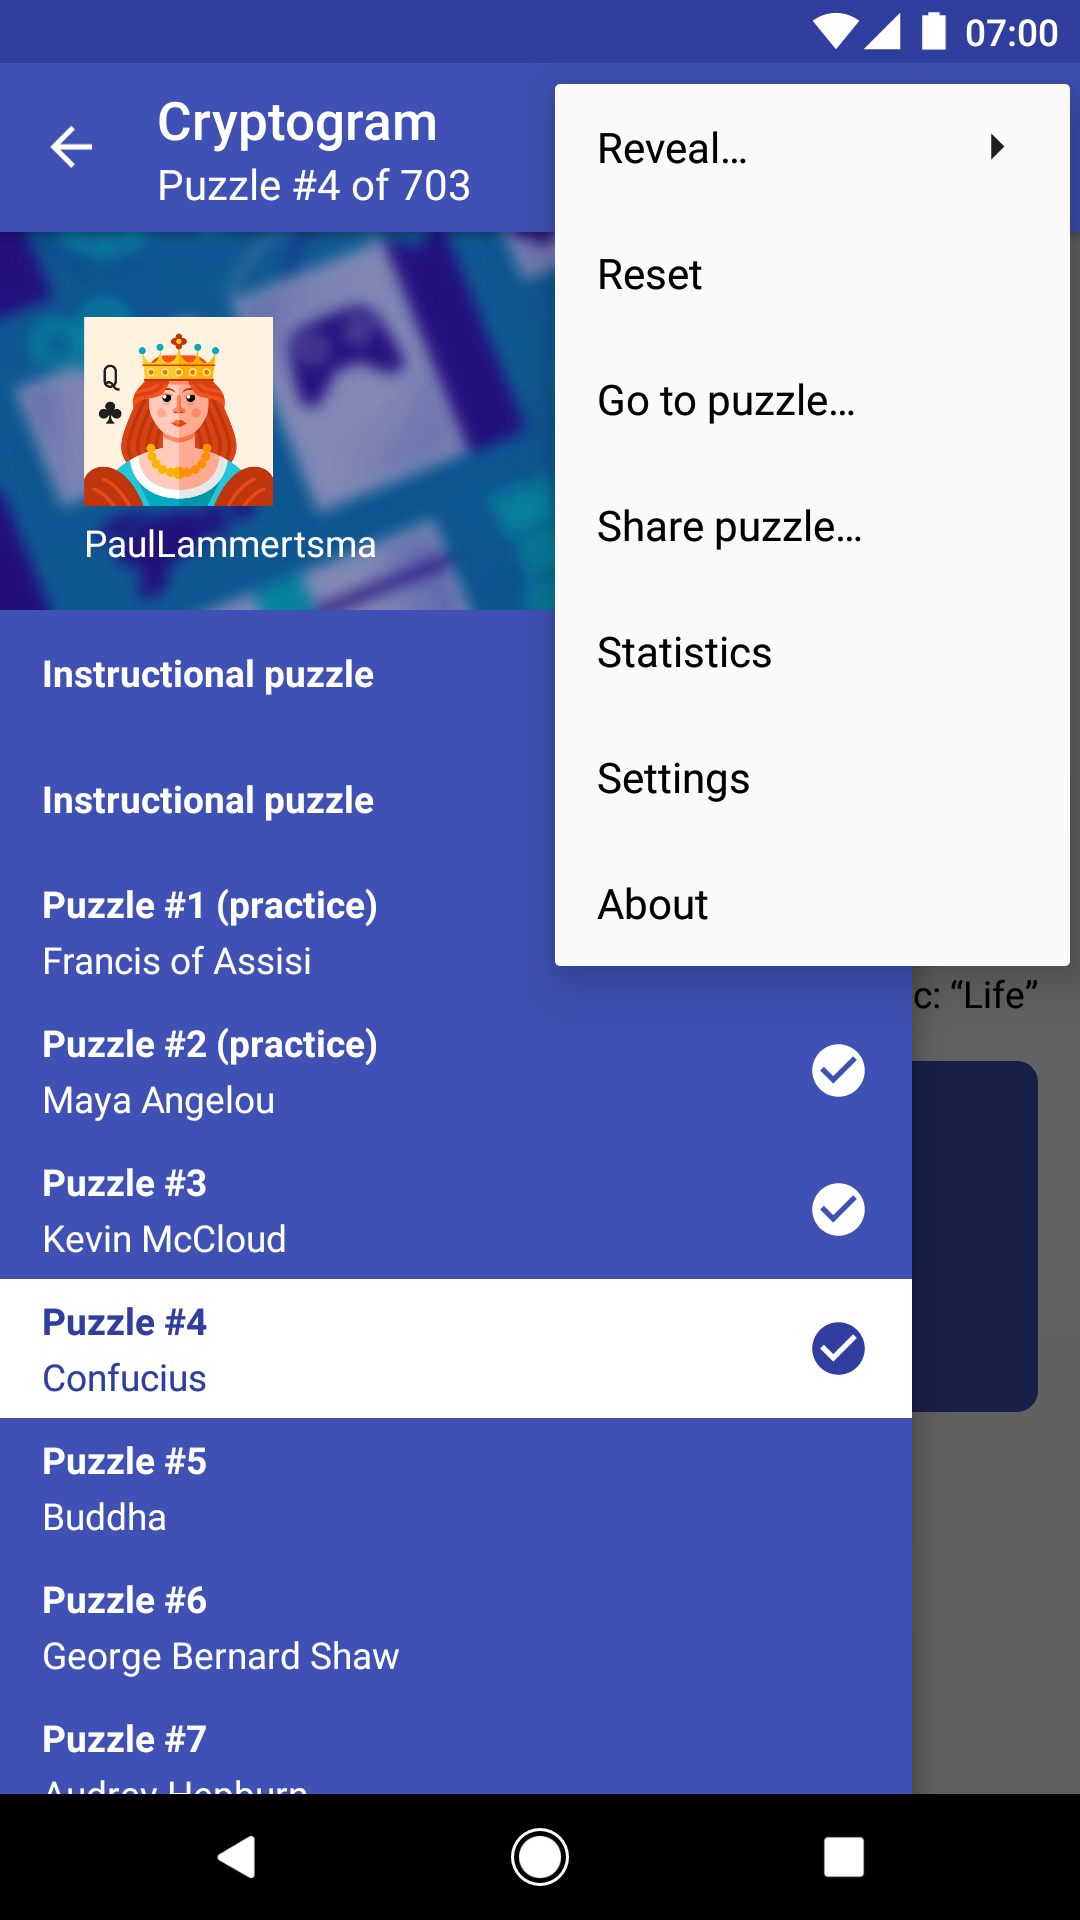 07:00
Cryptogram
Puzzle #4 of 703
Reveal...
Reset
Go to puzzle...
Share puzzle...
Statistics
Settings
About
Q
PaulLammertsma
Instructional puzzle
Instructional puzzle
Puzzle #1 (practice)
Francis of Assisi
c: “Life”
Puzzle #2 (practice)
Maya Angelou
Puzzle #3
Kevin McCloud
Puzzle #4
Confucius
Puzzle #5
Buddha
Puzzle #6
George Bernard Shaw
Puzzle #7
Audrey Hepburn